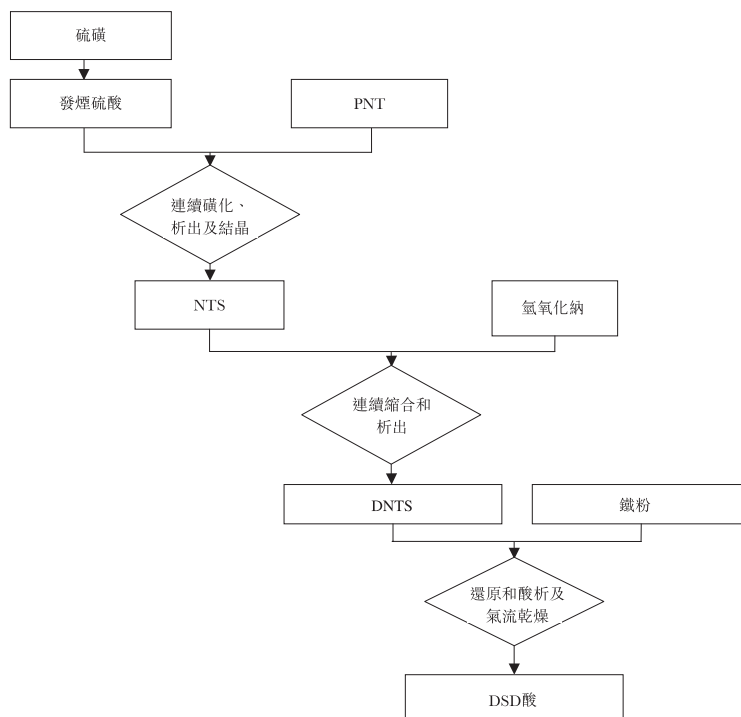 硫磺
發煙硫酸
PNT
連續磺化、
析出及結晶
NTS
氫氧化納
連續縮合和
析出
DNTS
鐵粉
還原和酸析及
氣流乾燥
DSD酸